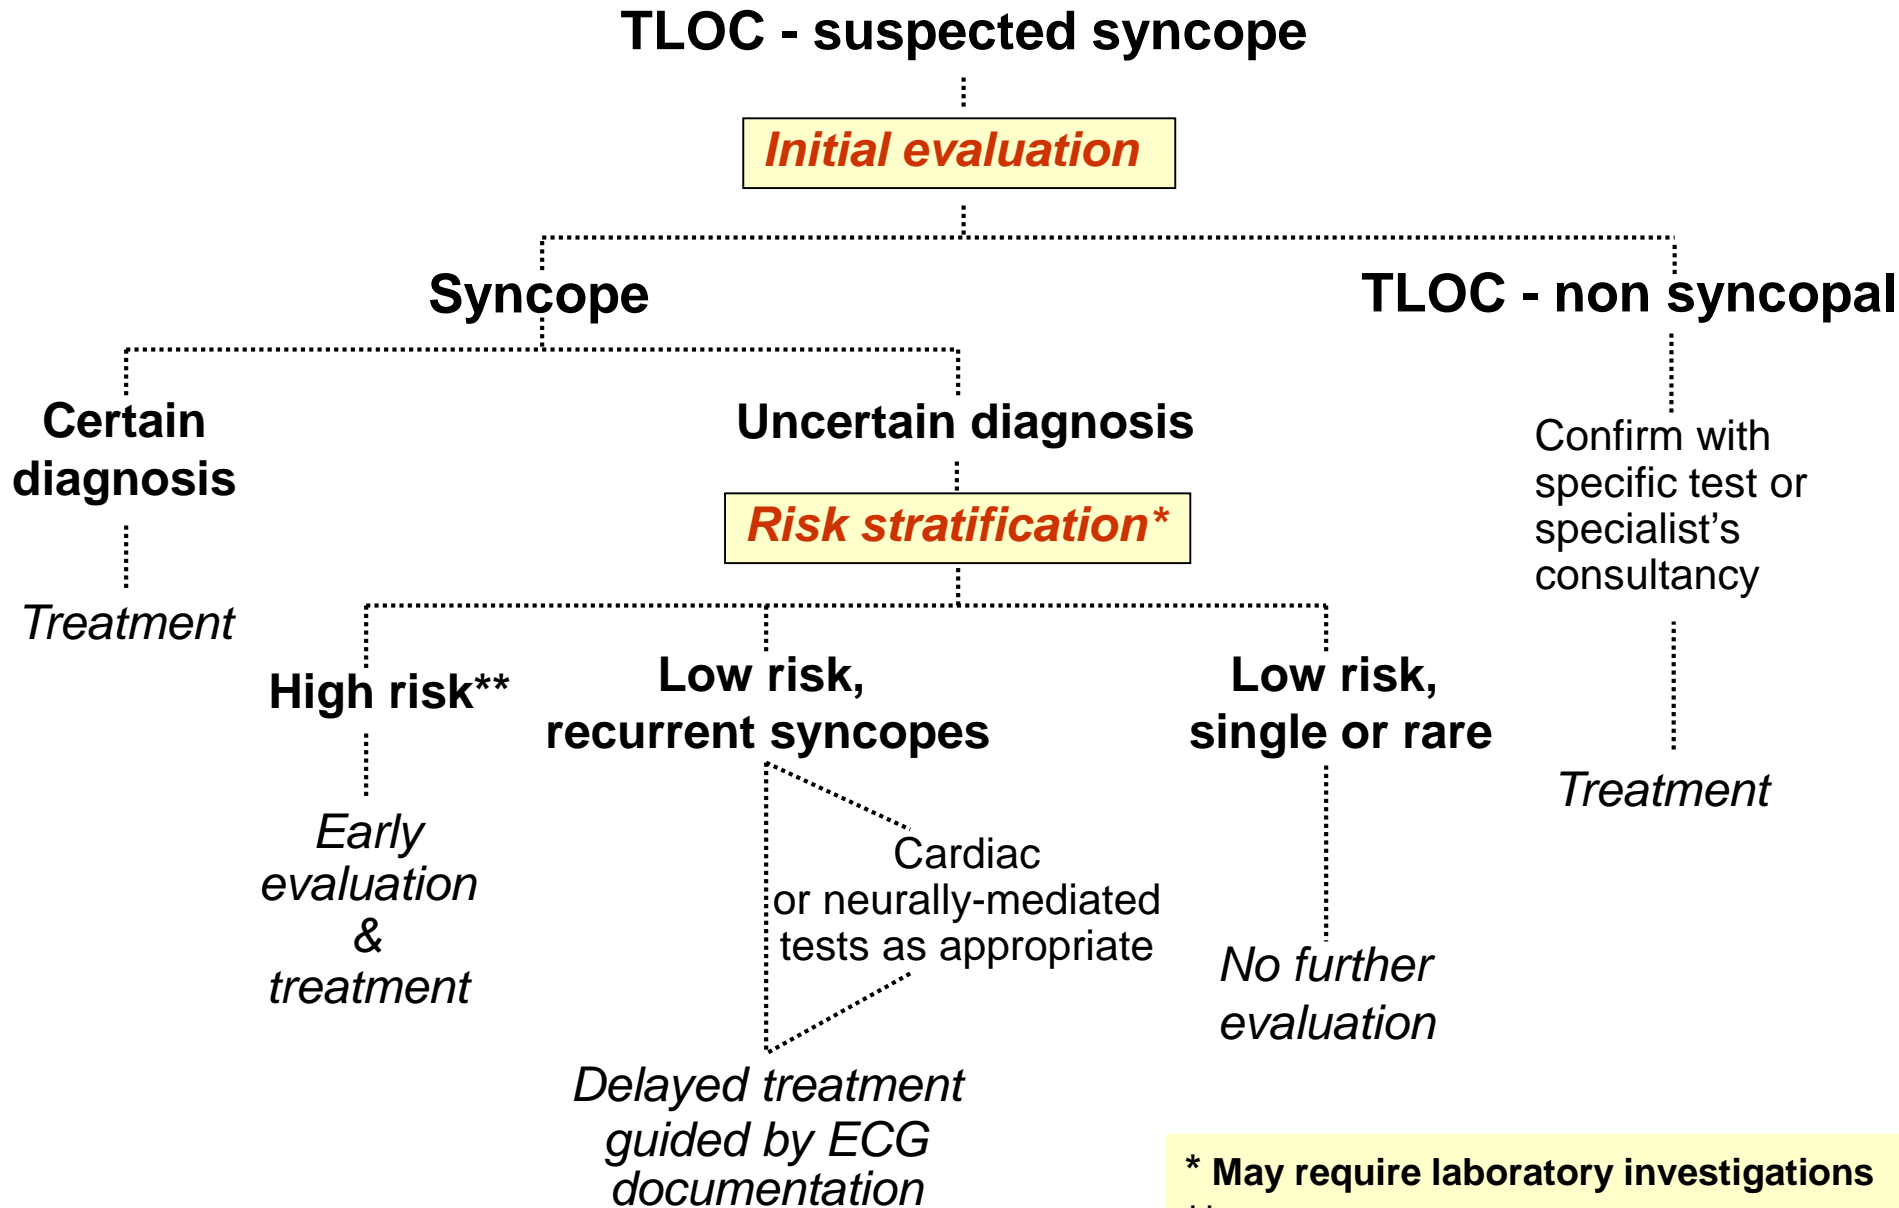 TLOC - suspected syncope
Initial evaluation
Syncope
TLOC - non syncopal
Certain
diagnosis
Uncertain diagnosis
Confirm with
specific test or
specialist’s
consultancy
Risk stratification*
Treatment
High risk**
Low risk,
recurrent syncopes
Low risk,
single or rare
Treatment
Early
evaluation
&
treatment
Cardiac
or neurally-mediated
tests as appropriate
No further
evaluation
Delayed treatment
guided by ECG
documentation
* May require laboratory investigations